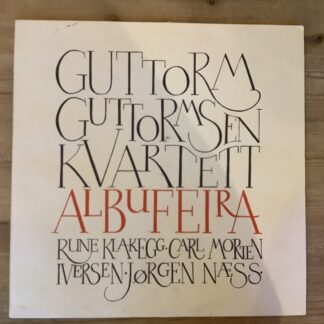 GUTTORM
GUTTORMSEN
KVARTETT
ALBUFEIRA
RUNE KLAKEGG · CARL MORTEN
IVERSEN · JØRGEN NÆSS ·